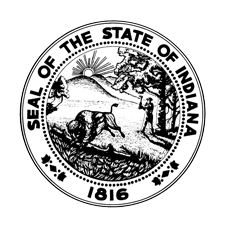 SEAL OF THE STATE OF INDIANA
1816